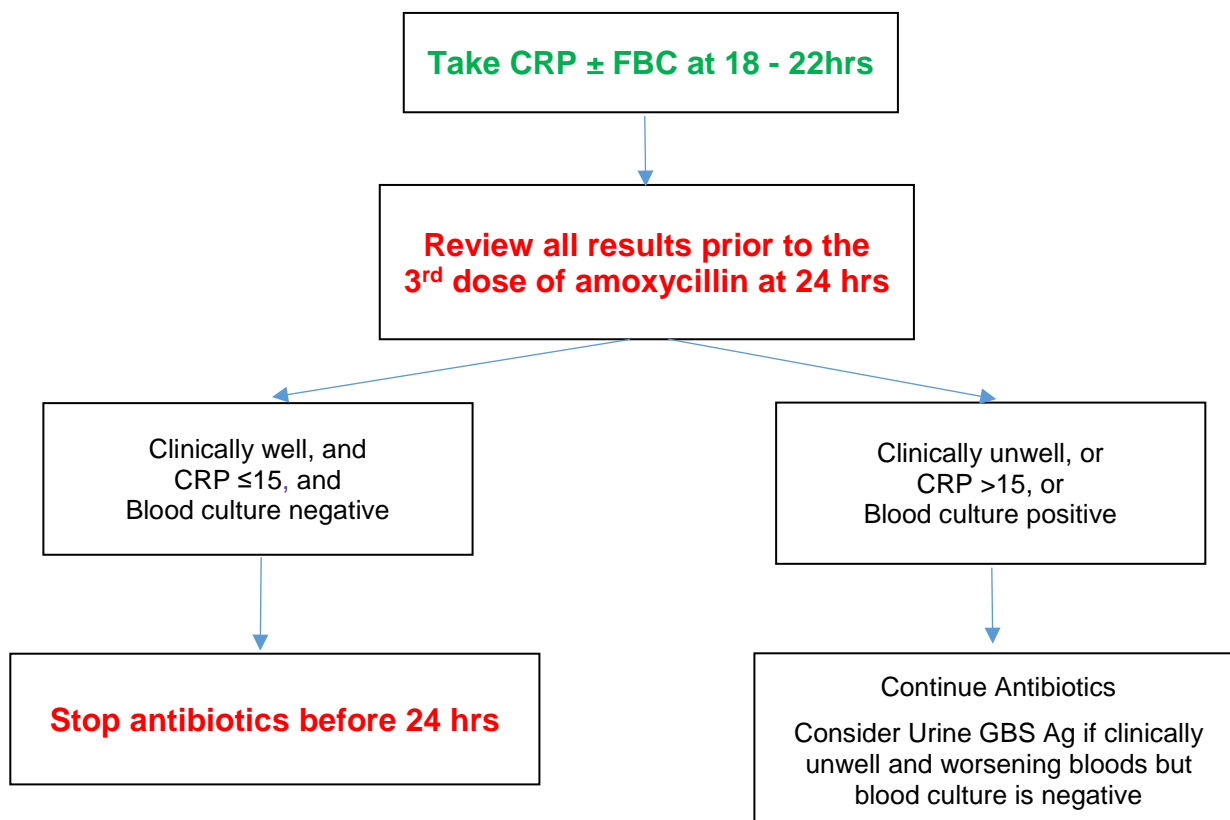 Take CRP ± FBC at 18 - 22hrs
Review all results prior to the
3rd dose of amoxycillin at 24 hrs
Clinically well, and
CRP ≤15, and
Blood culture negative
Clinically unwell, or
CRP >15, or
Blood culture positive
Stop antibiotics before 24 hrs
Continue Antibiotics
Consider Urine GBS Ag if clinically
unwell and worsening bloods but
blood culture is negative